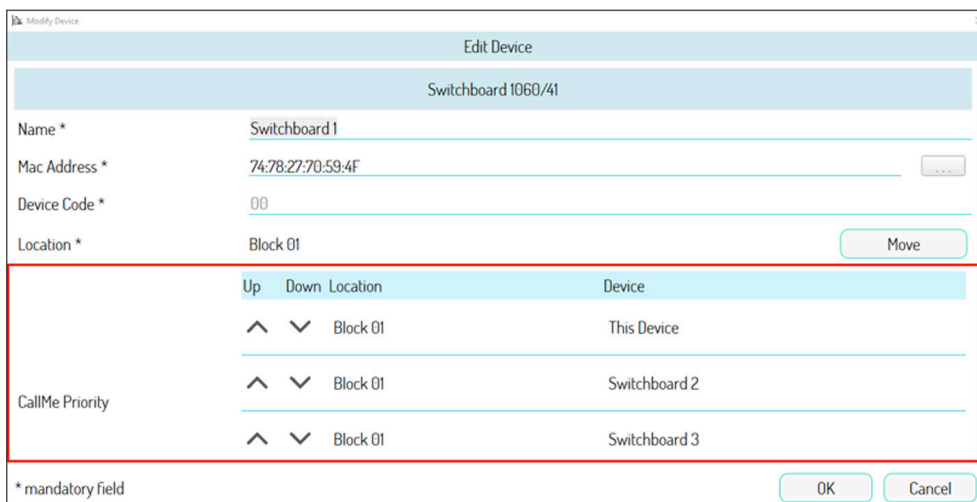 Modify Device
Edit Device
Switchboard 1060/41
Name * Switchboard 1
Mac Address * 74:78:27:70:59:4F ...
Device Code * 00
Location * Block 01 Move
Up Down Location Device
Block 01 This Device
Block 01 Switchboard 2
CallMe Priority
Block 01 Switchboard 3
* mandatory field OK Cancel